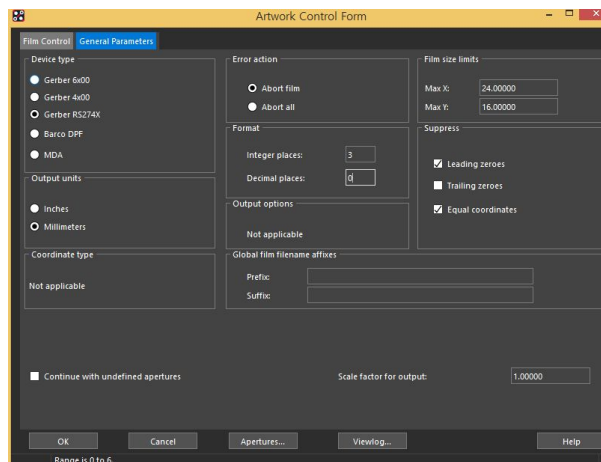 Artwork Control Form
Film Control General Parameters
Device type
Gerber 6x00
Gerber 4x00
Gerber RS274X
Barco DPF
MDA
Error action
Abort film
Abort all
Film size limits
Max X: 24.00000
Max Y: 16.00000
Format
Integer places: 3
Decimal places: 0
Suppress
Leading zeroes
Trailing zeroes
Equal coordinates
Output units
Inches
Millimeters
Output options
Not applicable
Coordinate type
Not applicable
Global film filename affixes
Prefix:
Suffix:
Continue with undefined apertures
Scale factor for output: 1.00000
OK Cancel Apertures... Viewlog... Help
Range is 0 to 6